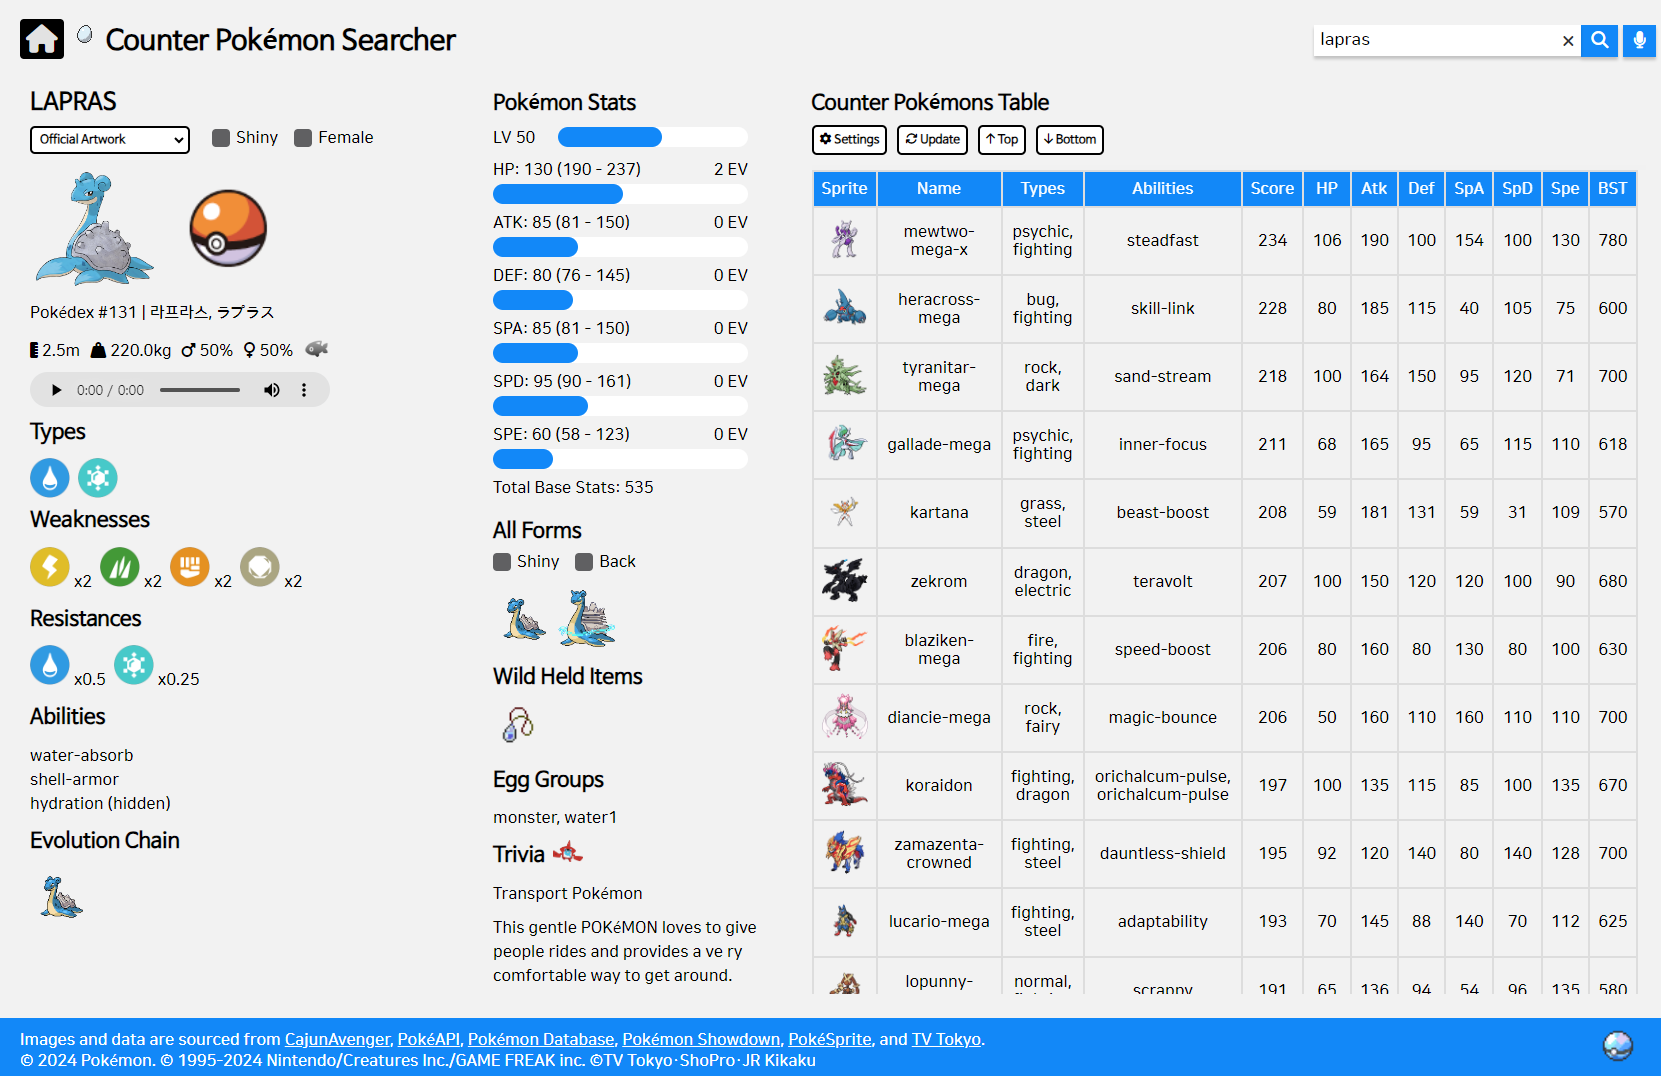 Counter Pokémon Searcher
lapras
LAPRAS
Official Artwork
Shiny
Female
Pokédex #131 | 라프라스, ラプラス
2.5m 220.0kg ♂ 50% ♀ 50%
0:00 / 0:00
Types
Weaknesses
x2 x2 x2 x2
Resistances
x0.5 x0.25
Abilities
water-absorb
shell-armor
hydration (hidden)
Evolution Chain
Pokémon Stats
LV 50
HP: 130 (190 - 237) 2 EV
ATK: 85 (81 - 150) 0 EV
DEF: 80 (76 - 145) 0 EV
SPA: 85 (81 - 150) 0 EV
SPD: 95 (90 - 161) 0 EV
SPE: 60 (58 - 123) 0 EV
Total Base Stats: 535
All Forms
Shiny Back
Wild Held Items
Egg Groups
monster, water1
Trivia
Transport Pokémon
This gentle POKéMON loves to give
people rides and provides a ve ry
comfortable way to get around.
Counter Pokémons Table
Settings Update ↑ Top ↓ Bottom
Sprite Name Types Abilities Score HP Atk Def SpA SpD Spe BST
mewtwo-mega-x psychic, fighting steadfast 234 106 190 100 154 100 130 780
heracross-mega bug, fighting skill-link 228 80 185 115 40 105 75 600
tyranitar-mega rock, dark sand-stream 218 100 164 150 95 120 71 700
gallade-mega psychic, fighting inner-focus 211 68 165 95 65 115 110 618
kartana grass, steel beast-boost 208 59 181 131 59 31 109 570
zekrom dragon, electric teravolt 207 100 150 120 120 100 90 680
blaziken-mega fire, fighting speed-boost 206 80 160 80 130 80 100 630
diancie-mega rock, fairy magic-bounce 206 50 160 110 160 110 110 700
koraidon fighting, dragon orichalcum-pulse, orichalcum-pulse 197 100 135 115 85 100 135 670
zamazenta-crowned fighting, steel dauntless-shield 195 92 120 140 80 140 128 700
lucario-mega fighting, steel adaptability 193 70 145 88 140 70 112 625
lopunny- normal, scrappy 191 65 136 94 54 96 135 580
Images and data are sourced from CajunAvenger, PokéAPI, Pokémon Database, Pokémon Showdown, PokéSprite, and TV Tokyo.
© 2024 Pokémon. © 1995-2024 Nintendo/Creatures Inc./GAME FREAK inc. ©TV Tokyo·ShoPro·JR Kikaku